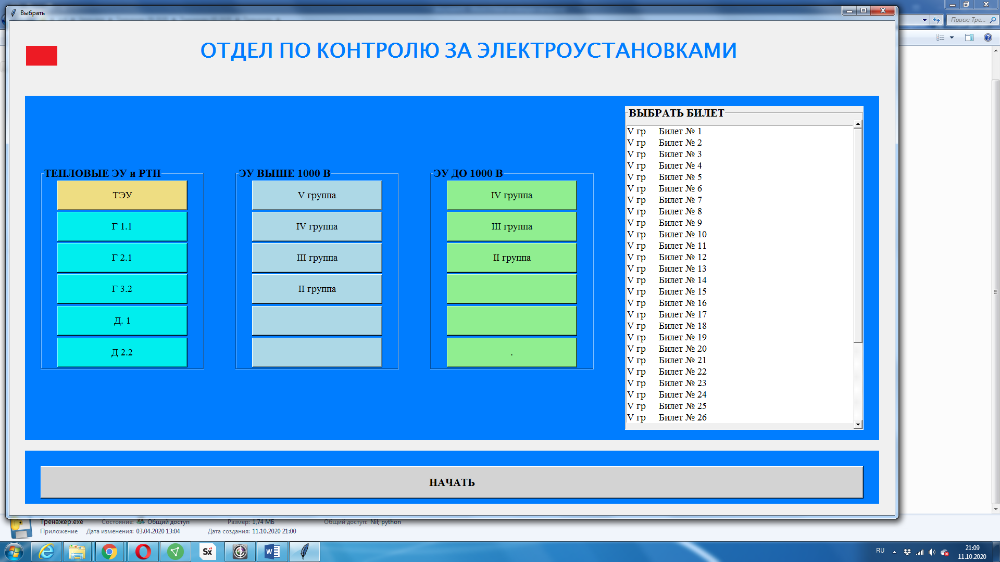 Выбрать
Поиск: Тре...
ОТДЕЛ ПО КОНТРОЛЮ ЗА ЭЛЕКТРОУСТАНОВКАМИ
ТЕПЛОВЫЕ ЭУ и РТН
ТЭУ
Г 1.1
Г 2.1
Г 3.2
Д. 1
Д 2.2
ЭУ ВЫШЕ 1000 В
V группа
IV группа
III группа
II группа
ЭУ ДО 1000 В
IV группа
III группа
II группа
.
ВЫБРАТЬ БИЛЕТ
V гр Билет № 1
V гр Билет № 2
V гр Билет № 3
V гр Билет № 4
V гр Билет № 5
V гр Билет № 6
V гр Билет № 7
V гр Билет № 8
V гр Билет № 9
V гр Билет № 10
V гр Билет № 11
V гр Билет № 12
V гр Билет № 13
V гр Билет № 14
V гр Билет № 15
V гр Билет № 16
V гр Билет № 17
V гр Билет № 18
V гр Билет № 19
V гр Билет № 20
V гр Билет № 21
V гр Билет № 22
V гр Билет № 23
V гр Билет № 24
V гр Билет № 25
V гр Билет № 26
НАЧАТЬ
Тренажер.exe Состояние: Общий доступ Размер: 1,74 МБ Общий доступ: Nil; python
Приложение Дата изменения: 03.04.2020 13:04 Дата создания: 11.10.2020 21:00
Sx
W
RU
21:09
11.10.2020